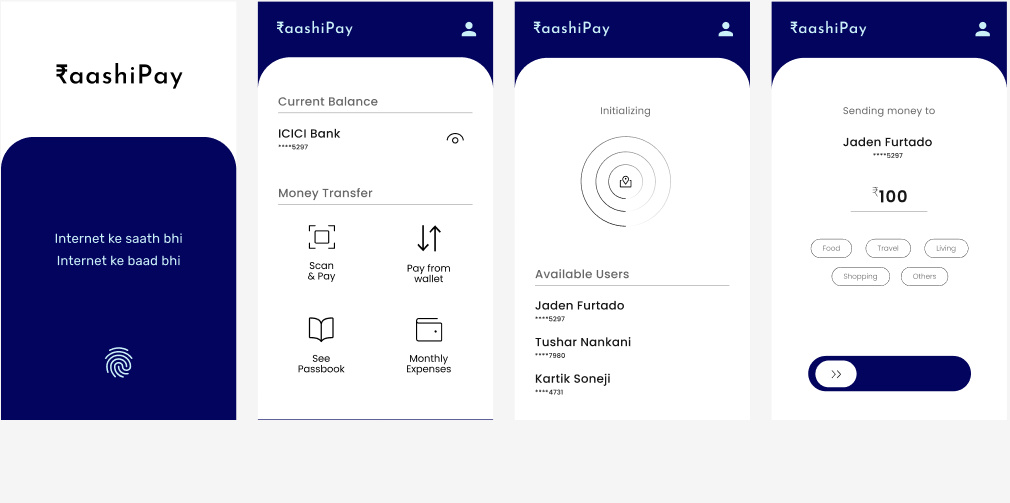 ₹aashiPay
Internet ke saath bhi
Internet ke baad bhi
₹aashiPay
Current Balance
ICICI Bank
****5297
Money Transfer
Scan
& Pay
Pay from
wallet
See
Passbook
Monthly
Expenses
₹aashiPay
Initializing
Available Users
Jaden Furtado
****5297
Tushar Nankani
****7980
Kartik Soneji
****4731
₹aashiPay
Sending money to
Jaden Furtado
****5297
₹100
Food Travel Living
Shopping Others